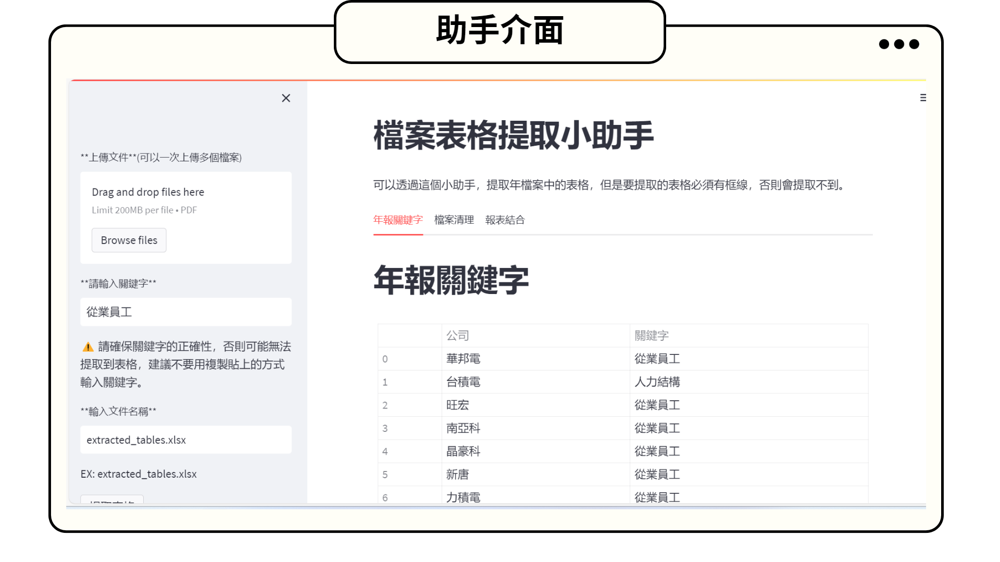 助手介面
**上傳文件**(可以一次上傳多個檔案)
Drag and drop files here
Limit 200MB per file • PDF
Browse files
**請輸入關鍵字**
從業員工
⚠️ 請確保關鍵字的正確性，否則可能無法
提取到表格，建議不要用複製貼上的方式
輸入關鍵字。
**輸入文件名稱**
extracted_tables.xlsx
EX: extracted_tables.xlsx
檔案表格提取小助手
可以透過這個小助手，提取年檔案中的表格，但是要提取的表格必須有框線，否則會提取不到。
年報關鍵字 檔案清理 報表結合
年報關鍵字
公司 關鍵字
0 華邦電 從業員工
1 台積電 人力結構
2 旺宏 從業員工
3 南亞科 從業員工
4 晶豪科 從業員工
5 新唐 從業員工
6 力積電 從業員工